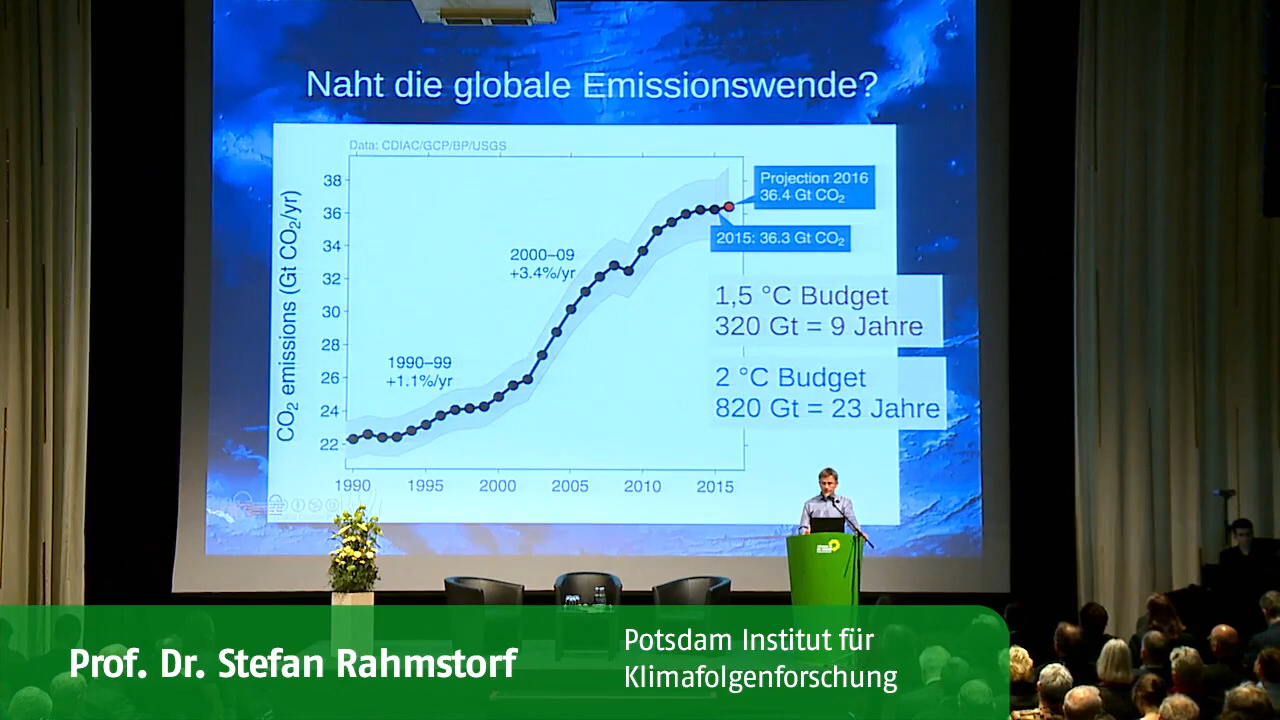 Naht die globale Emissionswende?
Data: CDIAC/GCP/BP/USGS
CO₂ emissions (Gt CO₂/yr)
38
36
34
32
30
28
26
24
22
1990
1995
2000
2005
2010
2015
1990–99
+1.1%/yr
2000–09
+3.4%/yr
Projection 2016
36.4 Gt CO₂
2015: 36.3 Gt CO₂
1,5 °C Budget
320 Gt = 9 Jahre
2 °C Budget
820 Gt = 23 Jahre
Prof. Dr. Stefan Rahmstorf
Potsdam Institut für
Klimafolgenforschung